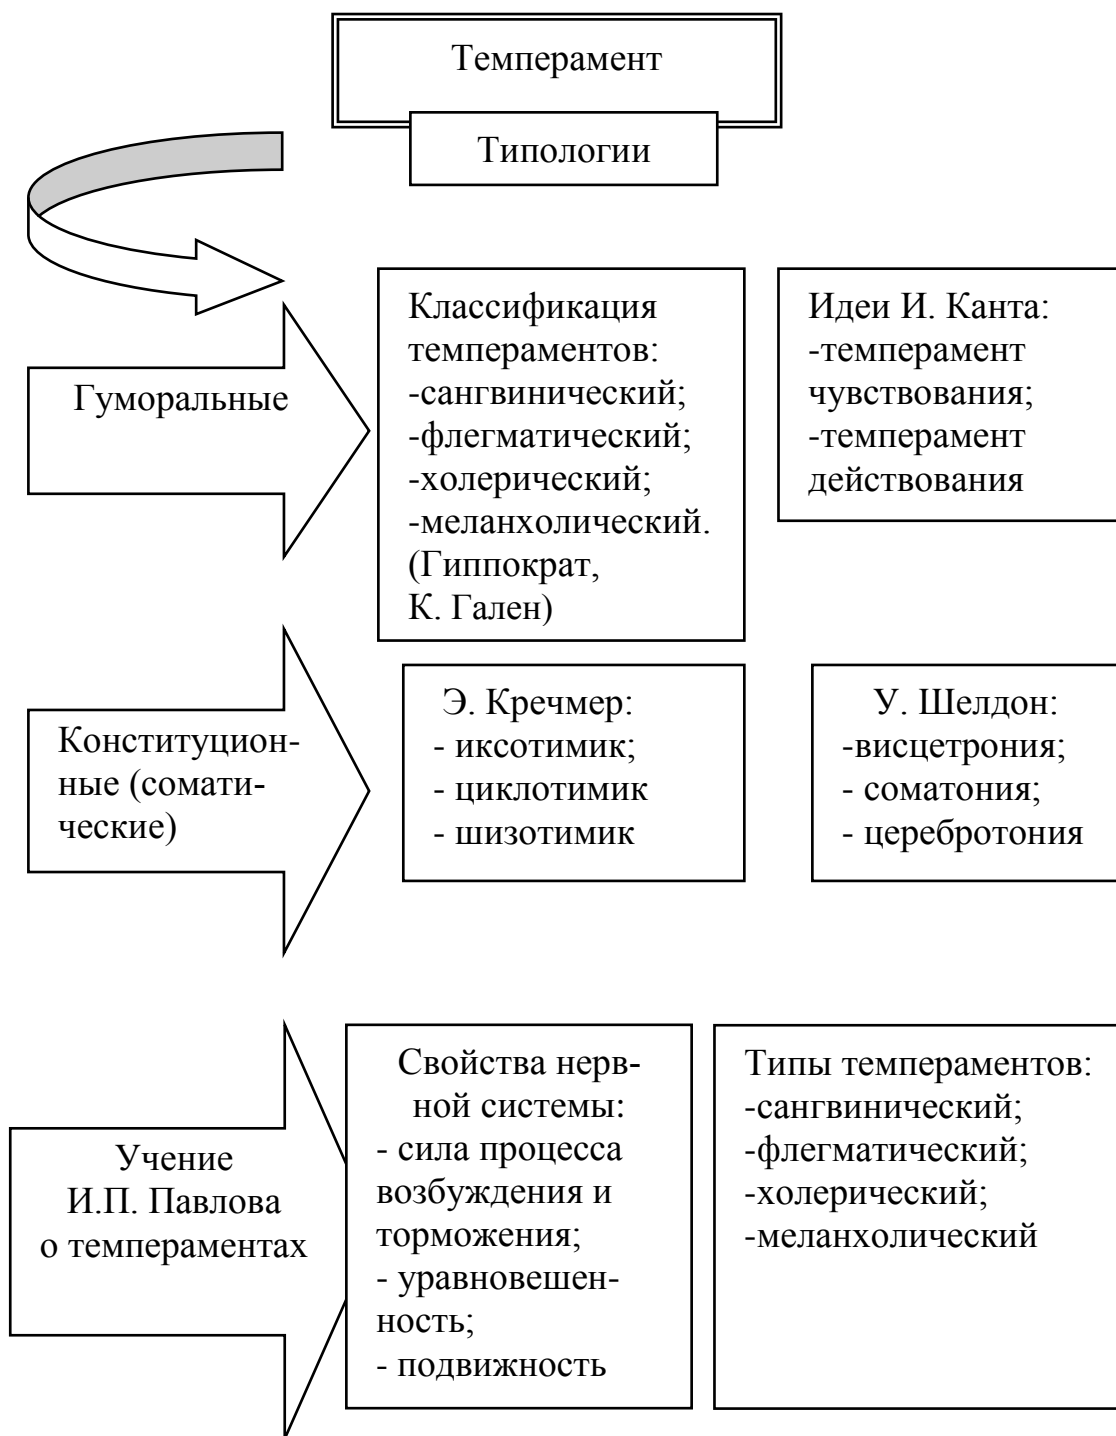 Темперамент
Типологии
Гуморальные
Классификация
темпераментов:
-сангвинический;
-флегматический;
-холерический;
-меланхолический.
(Гиппократ,
К. Гален)
Идеи И. Канта:
-темперамент
чувствования;
-темперамент
действования
Конституцион-
ные (сомати-
ческие)
Э. Кречмер:
- иксотимик;
- циклотимик
- шизотимик
У. Шелдон:
-висцетрония;
- соматония;
- церебротония
Учение
И.П. Павлова
о темпераментах
Свойства нерв-
ной системы:
- сила процесса
возбуждения и
торможения;
- уравновешен-
ность;
- подвижность
Типы темпераментов:
-сангвинический;
-флегматический;
-холерический;
-меланхолический